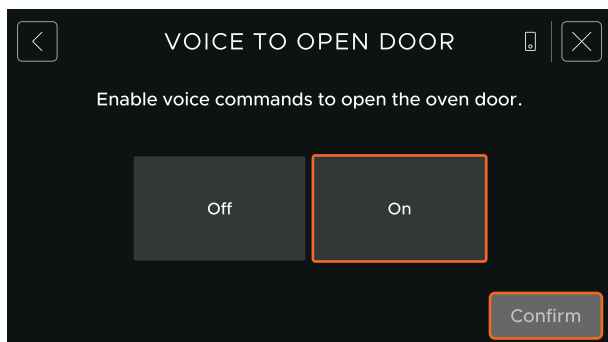 VOICE TO OPEN DOOR
Enable voice commands to open the oven door.
Off
On
Confirm